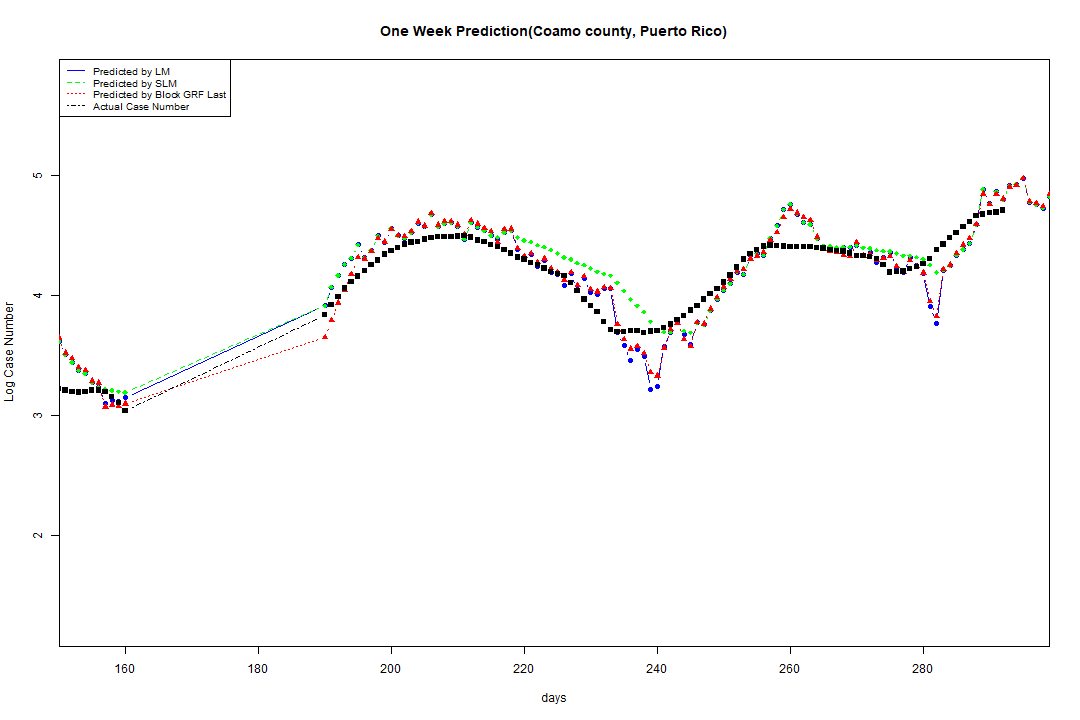 One Week Prediction(Coamo county, Puerto Rico)
Predicted by LM
Predicted by SLM
Predicted by Block GRF Last
Actual Case Number
Log Case Number
5
4
3
2
160 180 200 220 240 260 280
days